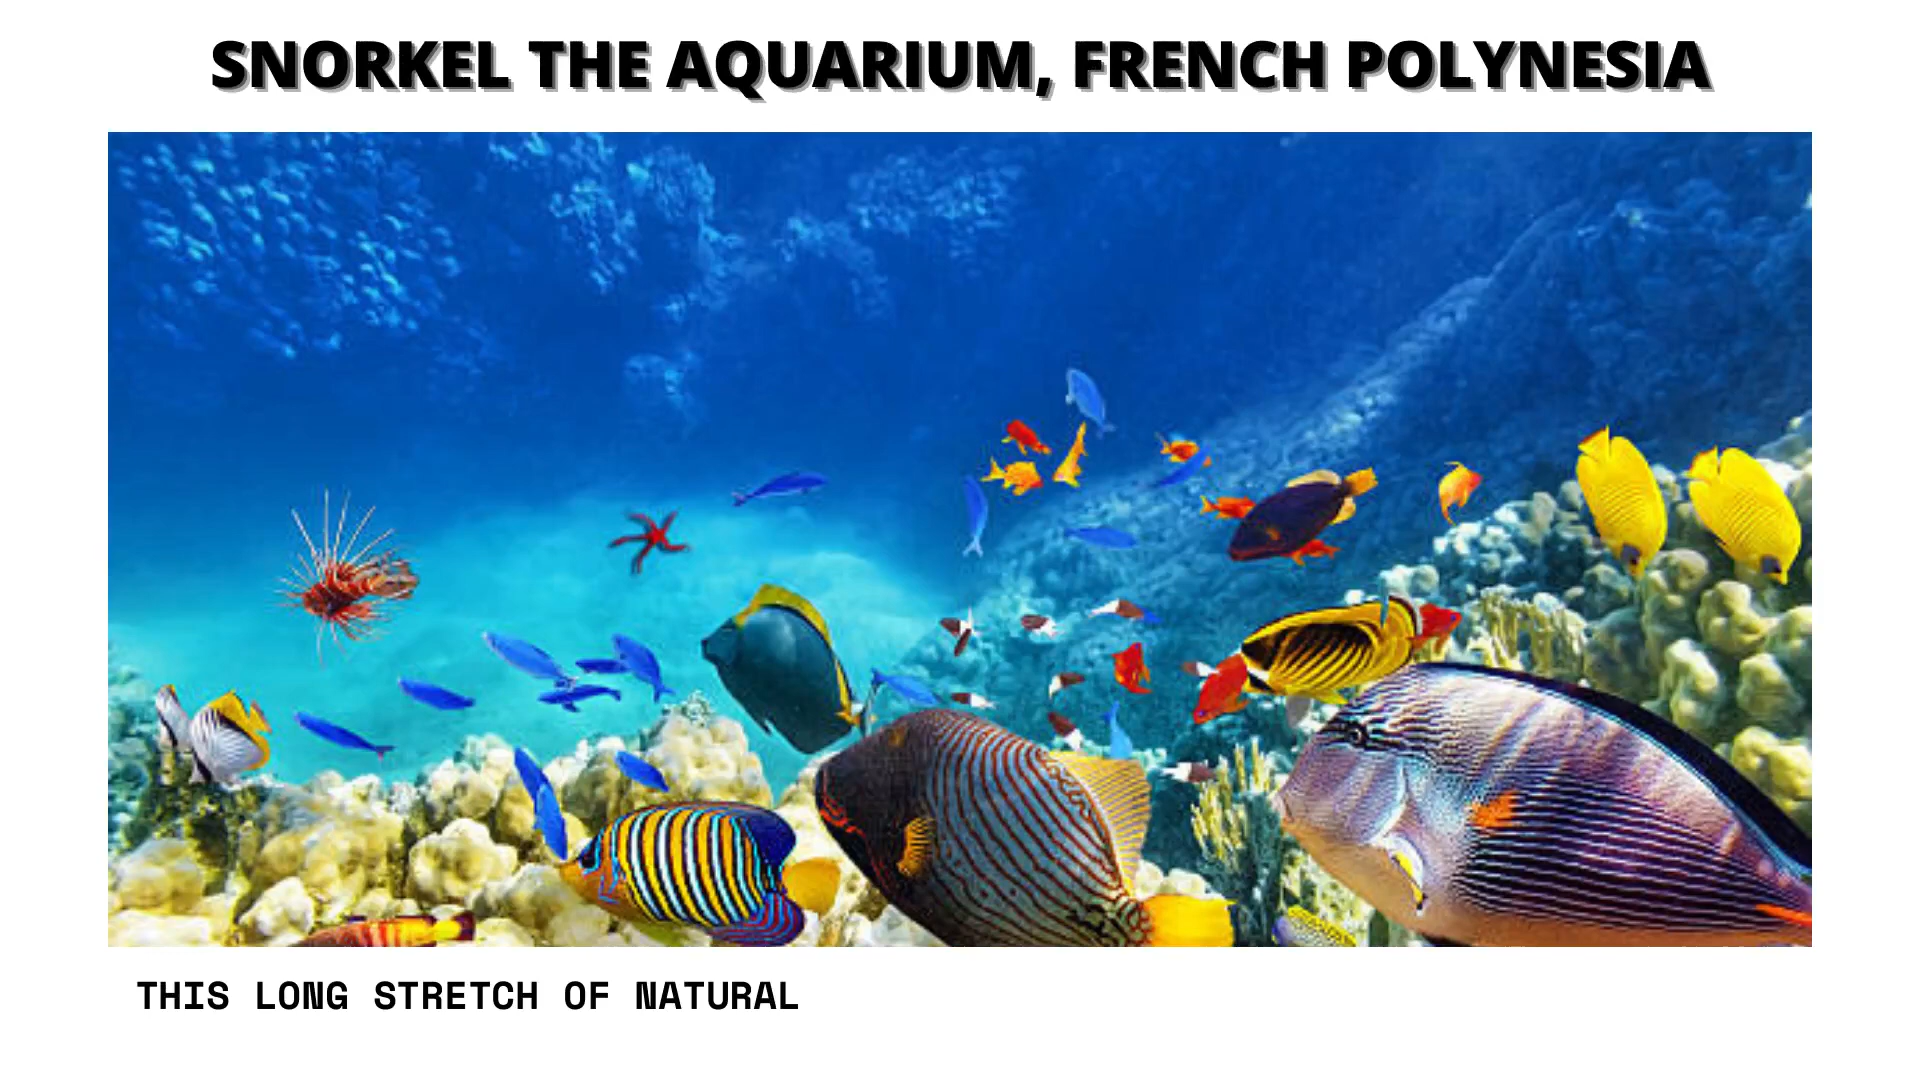 SNORKEL THE AQUARIUM, FRENCH POLYNESIA
THIS LONG STRETCH OF NATURAL